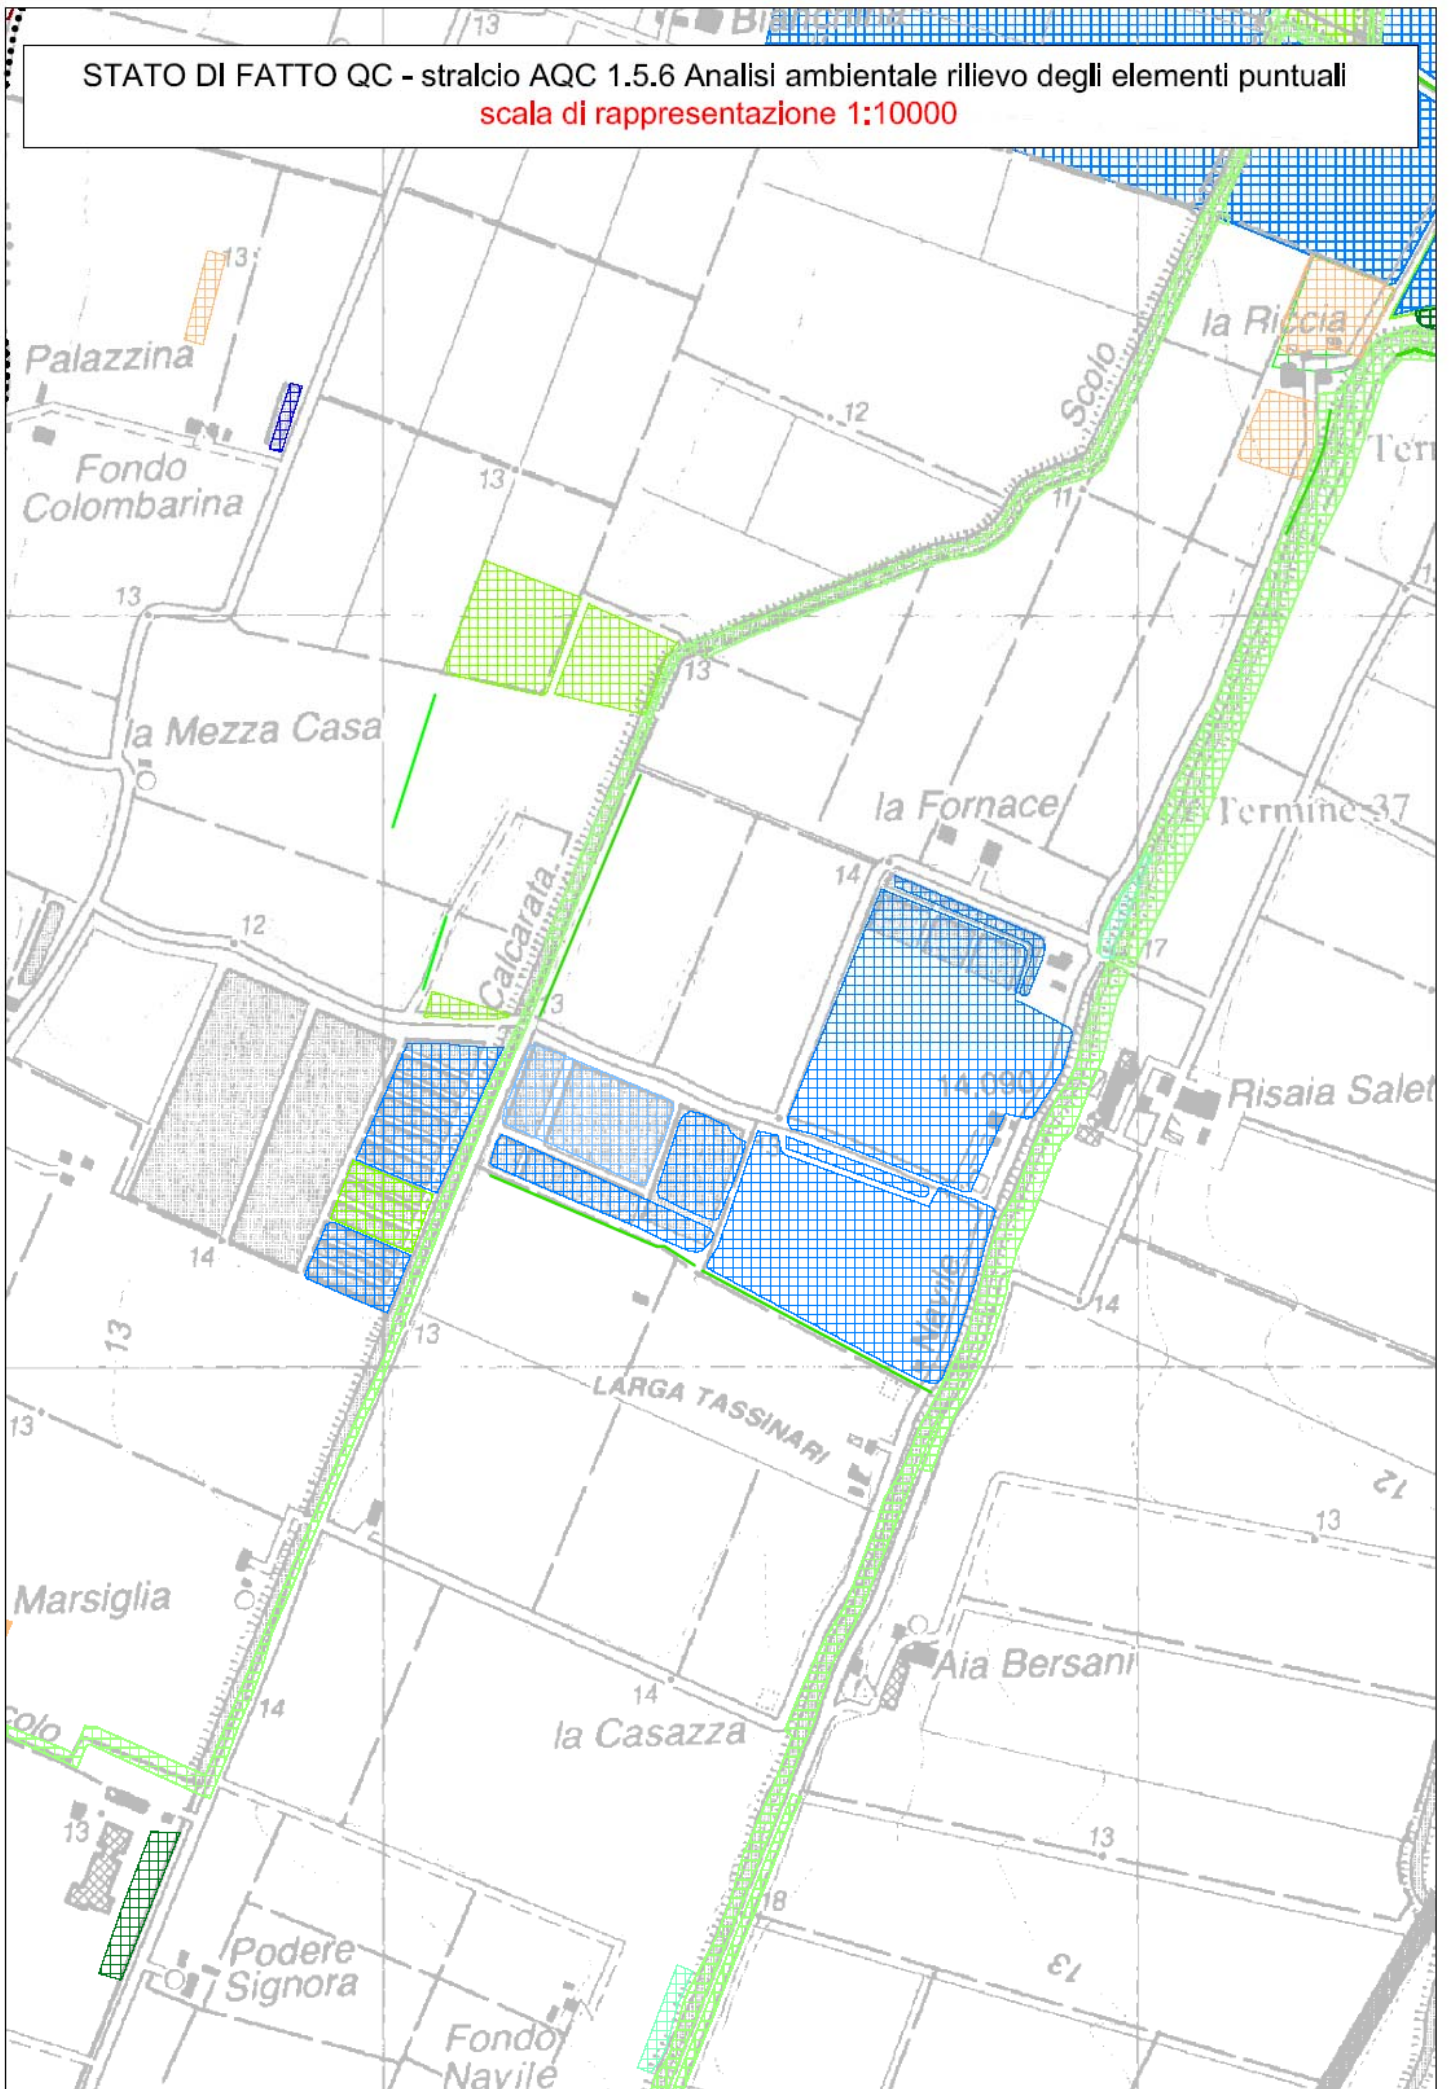 13
Bianchina
STATO DI FATTO QC - stralcio AQC 1.5.6 Analisi ambientale rilievo degli elementi puntuali
scala di rappresentazione 1:10000
13
la Riccia
Palazzina
Scolo
12
Fondo
Colombarina
13
11
13
13
la Mezza Casa
la Fornace
Termine 37
14
12
Calcarata
17
13
14.090
Risaia Salet
14
14
13
13
Navile
LARGA TASSINARI
13
12
13
Marsiglia
Aia Bersani
14
14
colo
la Casazza
13
13
18
Podere
Signora
13
Fondo
Navile